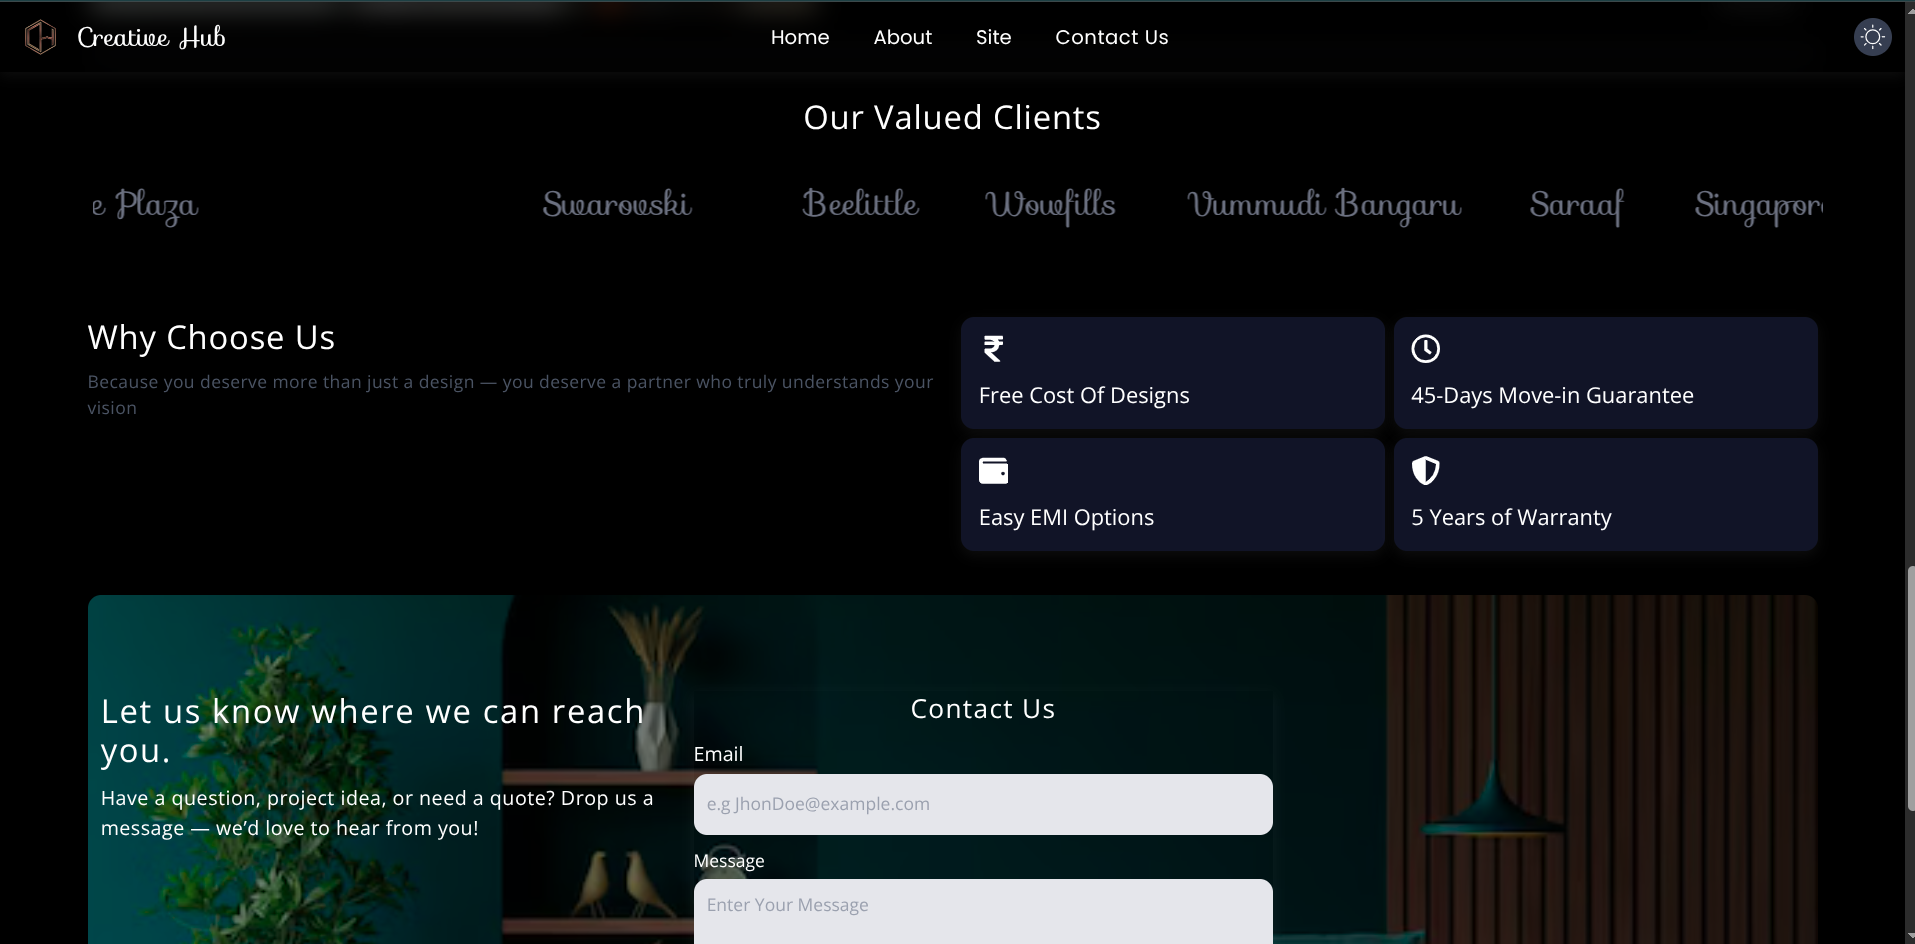 Creative Hub
Home About Site Contact Us
Our Valued Clients
e Plaza Swarovski Beelittle Wowfills Vummudi Bangaru Saraaf Singapor
Why Choose Us
Because you deserve more than just a design — you deserve a partner who truly understands your
vision
Free Cost Of Designs
45-Days Move-in Guarantee
Easy EMI Options
5 Years of Warranty
Let us know where we can reach
you.
Have a question, project idea, or need a quote? Drop us a
message — we’d love to hear from you!
Contact Us
Email
e.g JhonDoe@example.com
Message
Enter Your Message